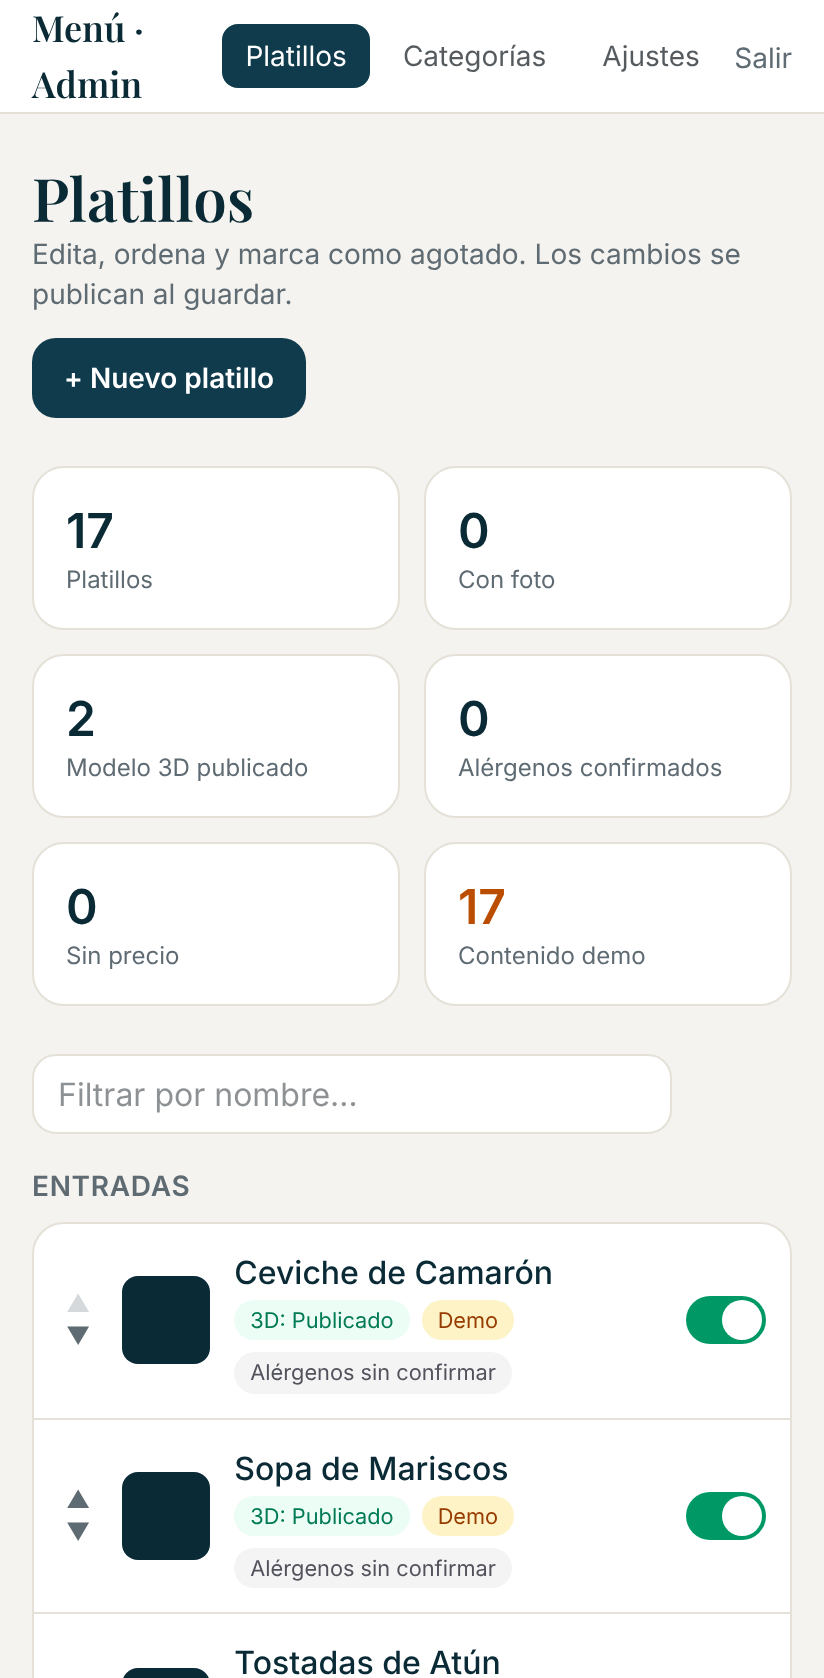 Menú ·
Admin
Platillos
Categorías
Ajustes
Salir
Platillos
Edita, ordena y marca como agotado. Los cambios se
publican al guardar.
+ Nuevo platillo
17
Platillos
0
Con foto
2
Modelo 3D publicado
0
Alérgenos confirmados
0
Sin precio
17
Contenido demo
Filtrar por nombre...
ENTRADAS
Ceviche de Camarón
3D: Publicado
Demo
Alérgenos sin confirmar
Sopa de Mariscos
3D: Publicado
Demo
Alérgenos sin confirmar
Tostadas de Atún